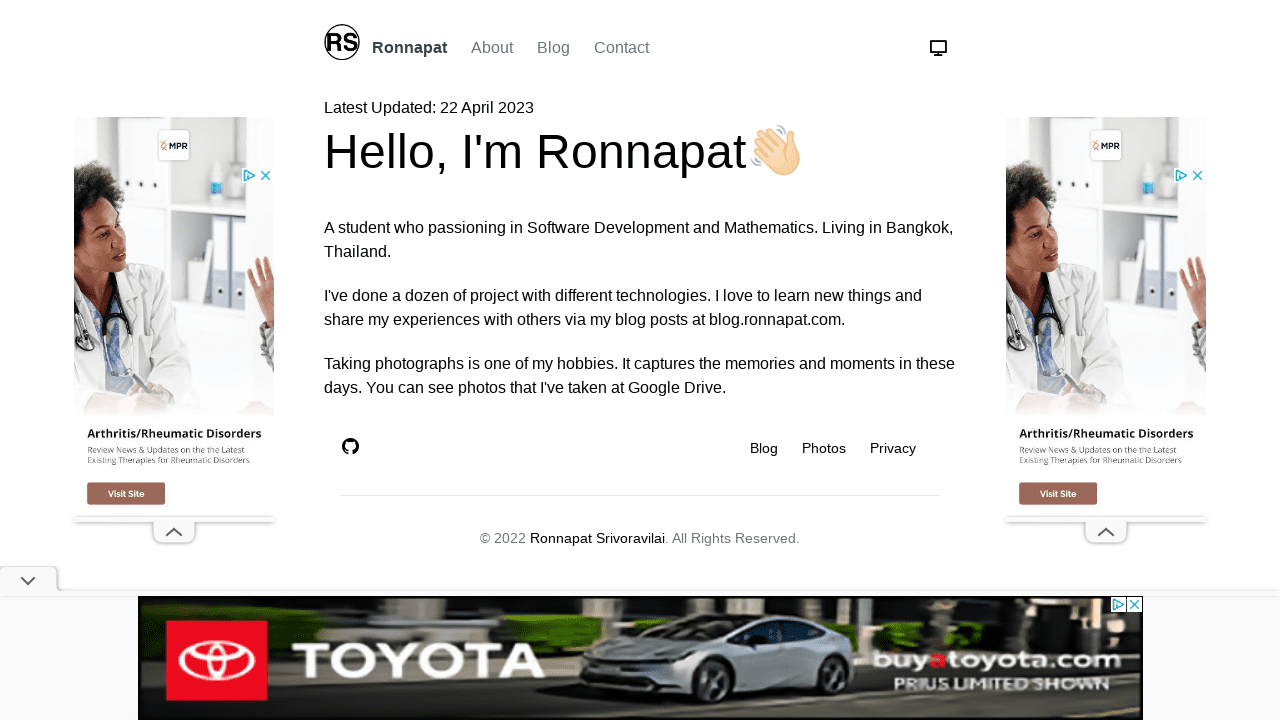 RS Ronnapat About Blog Contact
Latest Updated: 22 April 2023
Hello, I'm Ronnapat
A student who passioning in Software Development and Mathematics. Living in Bangkok,
Thailand.
I've done a dozen of project with different technologies. I love to learn new things and
share my experiences with others via my blog posts at blog.ronnapat.com.
Taking photographs is one of my hobbies. It captures the memories and moments in these
days. You can see photos that I've taken at Google Drive.
Blog Photos Privacy
© 2022 Ronnapat Srivoravilai. All Rights Reserved.
MPR
Arthritis/Rheumatic Disorders
Review News & Updates on the the Latest
Existing Therapies for Rheumatic Disorders
Visit Site
MPR
Arthritis/Rheumatic Disorders
Review News & Updates on the the Latest
Existing Therapies for Rheumatic Disorders
Visit Site
TOYOTA
buyatoyota.com
PRIUS LIMITED SHOWN